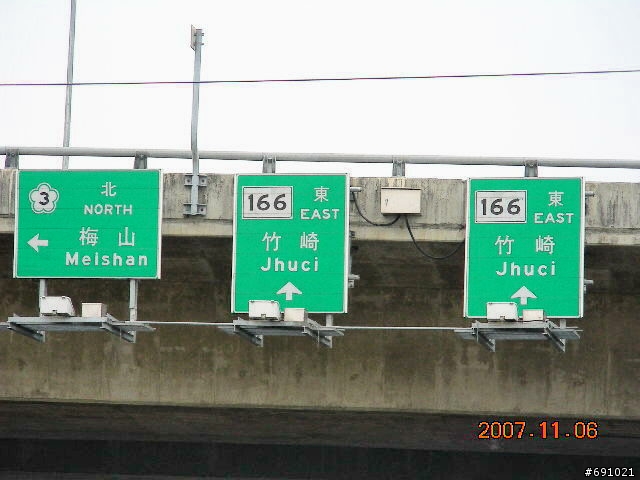 3 北
NORTH
梅山
Meishan
166 東
EAST
竹崎
Jhuci
166 東
EAST
竹崎
Jhuci
2007.11.06
#691021